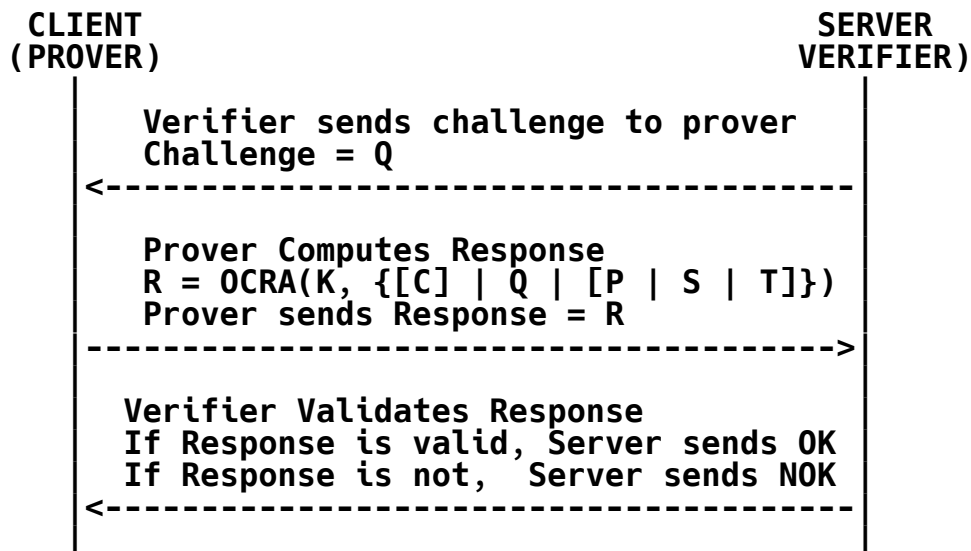 CLIENT SERVER
(PROVER) VERIFIER)
Verifier sends challenge to prover
Challenge = Q
<---------------------------------------
Prover Computes Response
R = OCRA(K, {[C] | Q | [P | S | T]})
Prover sends Response = R
--------------------------------------->
Verifier Validates Response
If Response is valid, Server sends OK
If Response is not,  Server sends NOK
<---------------------------------------